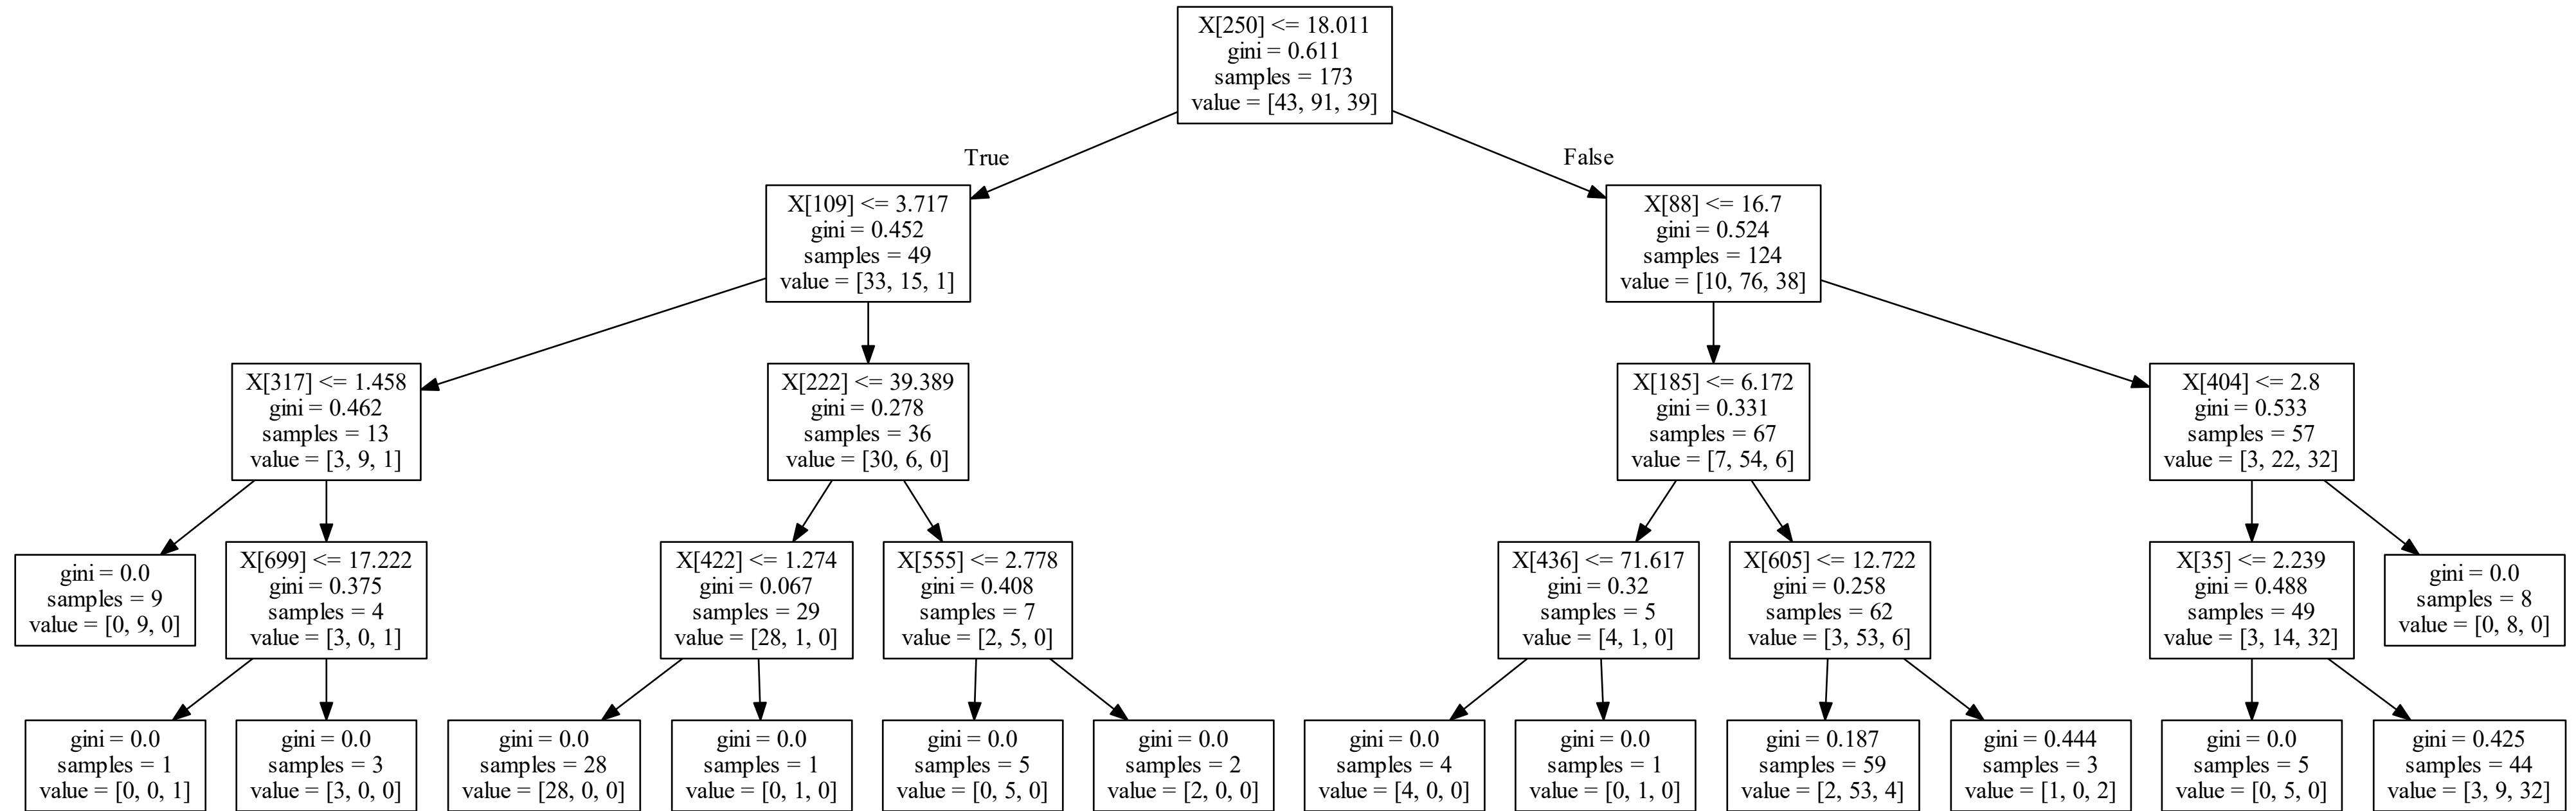 X[250] <= 18.011
gini = 0.611
samples = 173
value = [43, 91, 39]
True
False
X[109] <= 3.717
gini = 0.452
samples = 49
value = [33, 15, 1]
X[88] <= 16.7
gini = 0.524
samples = 124
value = [10, 76, 38]
X[317] <= 1.458
gini = 0.462
samples = 13
value = [3, 9, 1]
X[222] <= 39.389
gini = 0.278
samples = 36
value = [30, 6, 0]
X[185] <= 6.172
gini = 0.331
samples = 67
value = [7, 54, 6]
X[404] <= 2.8
gini = 0.533
samples = 57
value = [3, 22, 32]
gini = 0.0
samples = 9
value = [0, 9, 0]
X[699] <= 17.222
gini = 0.375
samples = 4
value = [3, 0, 1]
X[422] <= 1.274
gini = 0.067
samples = 29
value = [28, 1, 0]
X[555] <= 2.778
gini = 0.408
samples = 7
value = [2, 5, 0]
X[436] <= 71.617
gini = 0.32
samples = 5
value = [4, 1, 0]
X[605] <= 12.722
gini = 0.258
samples = 62
value = [3, 53, 6]
X[35] <= 2.239
gini = 0.488
samples = 49
value = [3, 14, 32]
gini = 0.0
samples = 8
value = [0, 8, 0]
gini = 0.0
samples = 1
value = [0, 0, 1]
gini = 0.0
samples = 3
value = [3, 0, 0]
gini = 0.0
samples = 28
value = [28, 0, 0]
gini = 0.0
samples = 1
value = [0, 1, 0]
gini = 0.0
samples = 5
value = [0, 5, 0]
gini = 0.0
samples = 2
value = [2, 0, 0]
gini = 0.0
samples = 4
value = [4, 0, 0]
gini = 0.0
samples = 1
value = [0, 1, 0]
gini = 0.187
samples = 59
value = [2, 53, 4]
gini = 0.444
samples = 3
value = [1, 0, 2]
gini = 0.0
samples = 5
value = [0, 5, 0]
gini = 0.425
samples = 44
value = [3, 9, 32]